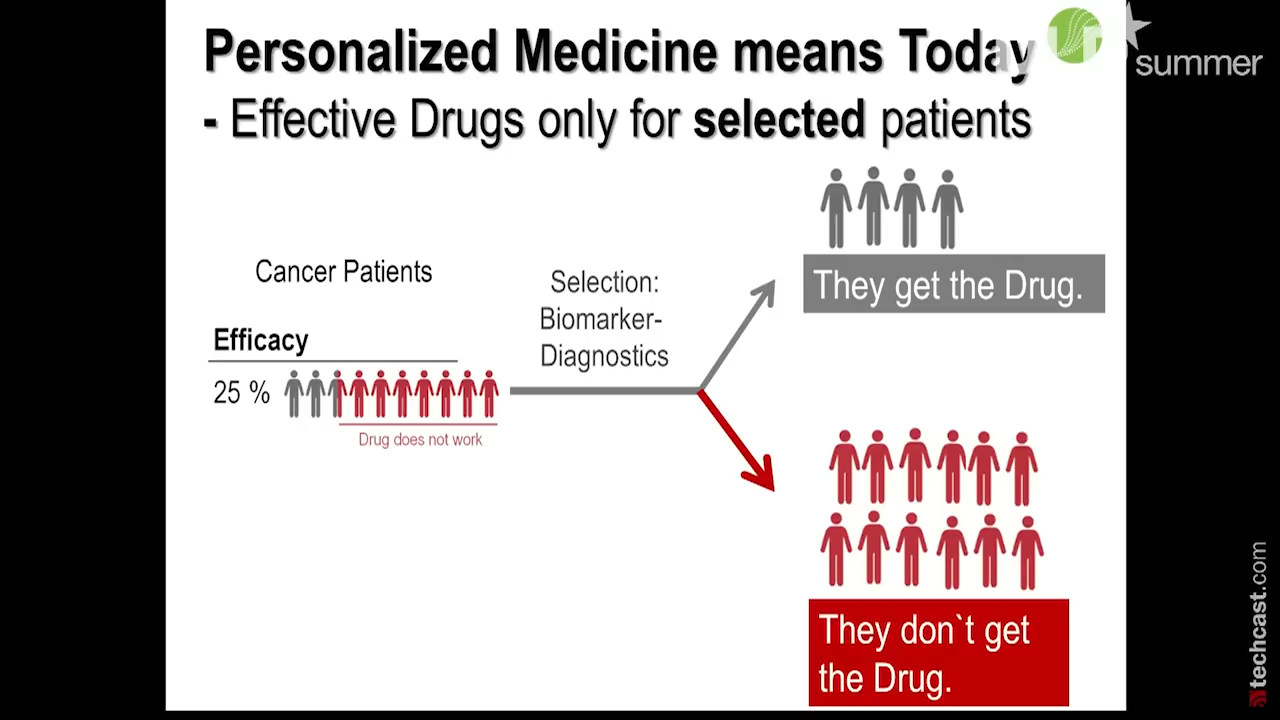 Personalized Medicine means Today
- Effective Drugs only for selected patients
summer
Cancer Patients
Efficacy
25 %
Drug does not work
Selection:
Biomarker-
Diagnostics
They get the Drug.
They don`t get
the Drug.
techcast.com